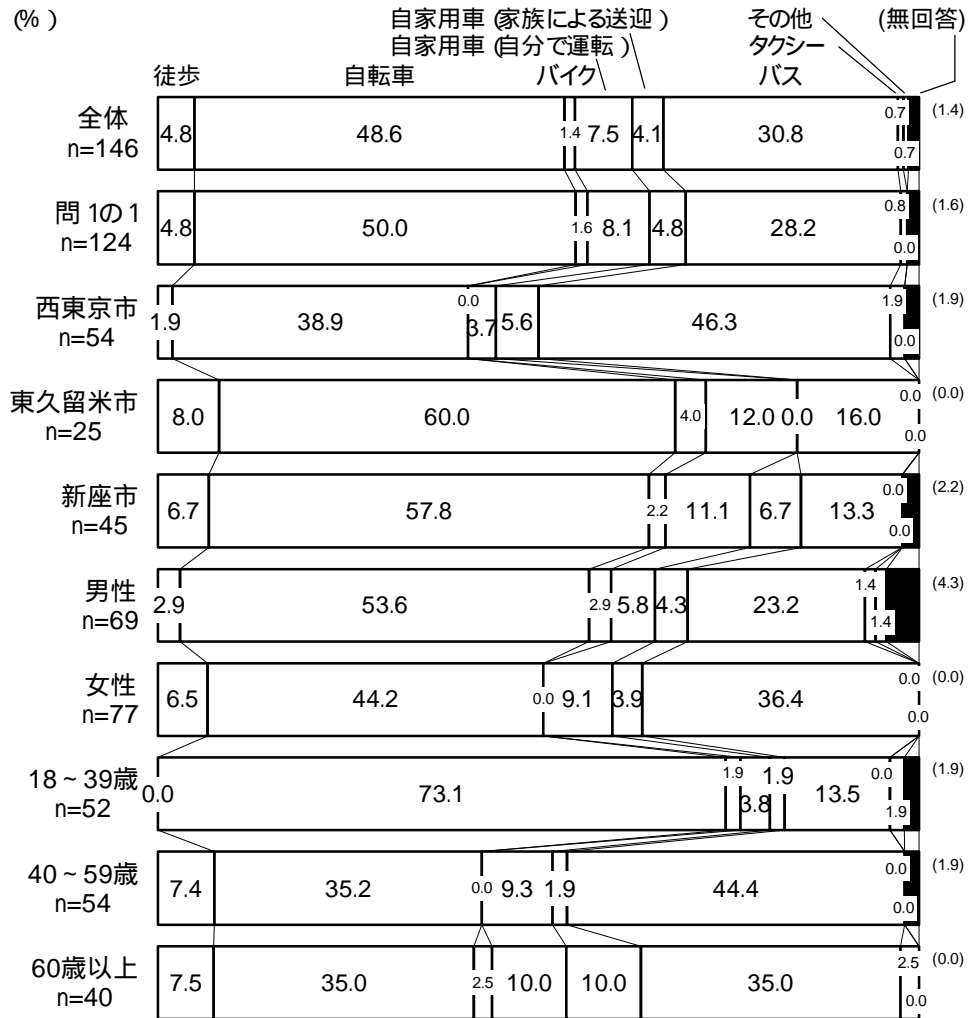 (%)
自家用車(家族による送迎) その他 (無回答)
自家用車(自分で運転) タクシー
徒歩 自転車 バイク バス
全体 n=146 4.8 48.6 1.4 7.5 4.1 30.8 0.7 0.7 (1.4)
問1の1 n=124 4.8 50.0 1.6 8.1 4.8 28.2 0.8 0.0 (1.6)
西東京市 n=54 1.9 38.9 0.0 3.7 5.6 46.3 1.9 0.0 (1.9)
東久留米市 n=25 8.0 60.0 4.0 12.0 0.0 16.0 0.0 0.0 (0.0)
新座市 n=45 6.7 57.8 2.2 11.1 6.7 13.3 0.0 0.0 (2.2)
男性 n=69 2.9 53.6 2.9 5.8 4.3 23.2 1.4 1.4 (4.3)
女性 n=77 6.5 44.2 0.0 9.1 3.9 36.4 0.0 0.0 (0.0)
18~39歳 n=52 0.0 73.1 1.9 3.8 1.9 13.5 0.0 1.9 (1.9)
40~59歳 n=54 7.4 35.2 0.0 9.3 1.9 44.4 0.0 0.0 (1.9)
60歳以上 n=40 7.5 35.0 2.5 10.0 10.0 35.0 2.5 0.0 (0.0)